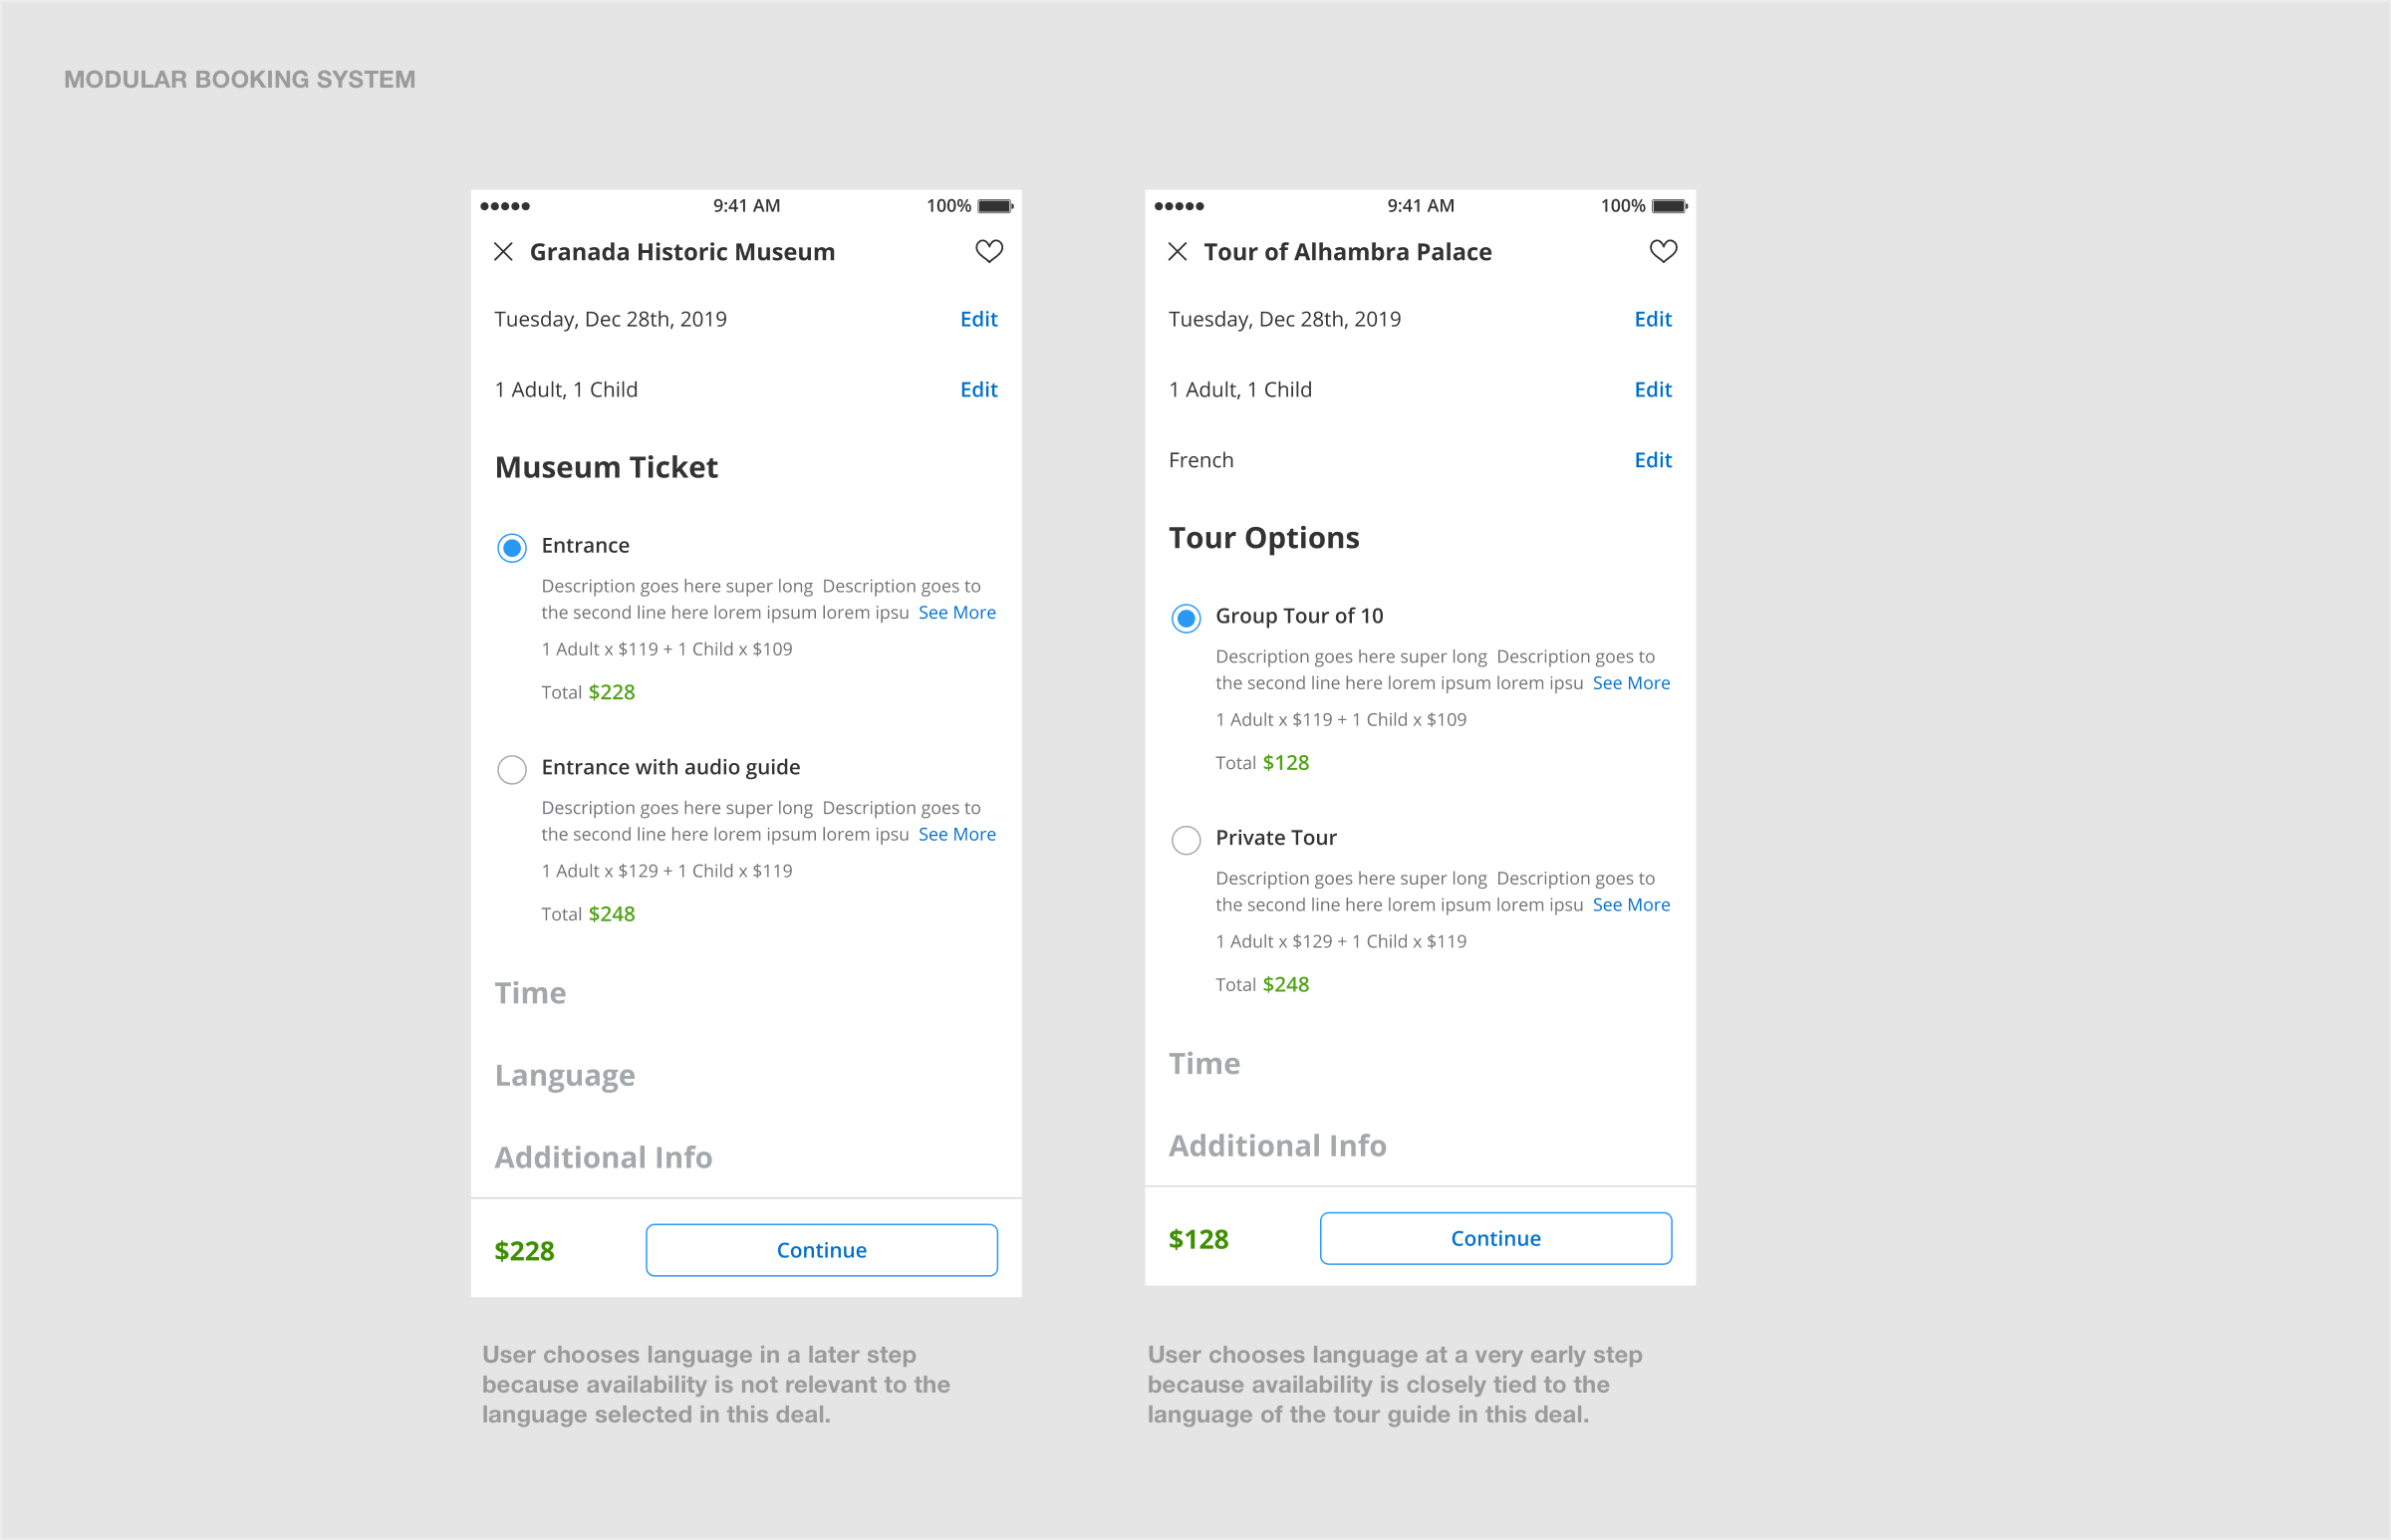 MODULAR BOOKING SYSTEM
9:41 AM
100%
Granada Historic Museum
Tuesday, Dec 28th, 2019
Edit
1 Adult, 1 Child
Edit
Museum Ticket
Entrance
Description goes here super long  Description goes to
the second line here lorem ipsum lorem ipsu  See More
1 Adult x $119 + 1 Child x $109
Total $228
Entrance with audio guide
Description goes here super long  Description goes to
the second line here lorem ipsum lorem ipsu  See More
1 Adult x $129 + 1 Child x $119
Total $248
Time
Language
Additional Info
$228
Continue
User chooses language in a later step
because availability is not relevant to the
language selected in this deal.
9:41 AM
100%
Tour of Alhambra Palace
Tuesday, Dec 28th, 2019
Edit
1 Adult, 1 Child
Edit
French
Edit
Tour Options
Group Tour of 10
Description goes here super long  Description goes to
the second line here lorem ipsum lorem ipsu  See More
1 Adult x $119 + 1 Child x $109
Total $128
Private Tour
Description goes here super long  Description goes to
the second line here lorem ipsum lorem ipsu  See More
1 Adult x $129 + 1 Child x $119
Total $248
Time
Additional Info
$128
Continue
User chooses language at a very early step
because availability is closely tied to the
language of the tour guide in this deal.